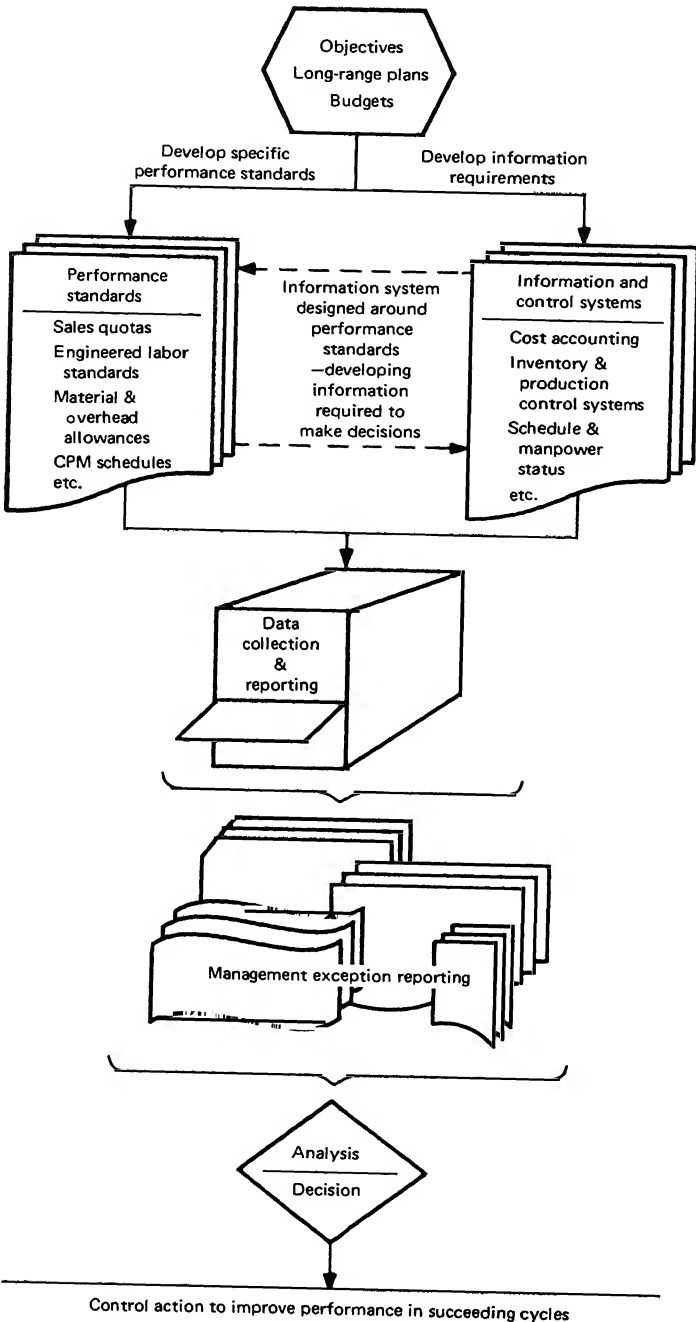 Objectives
Long-range plans
Budgets
Develop specific
performance standards
Develop information
requirements
Performance
standards
Sales quotas
Engineered labor
standards
Material &
overhead
allowances
CPM schedules
etc.
Information system
designed around
performance
standards
—developing
information
required to
make decisions
Information and
control systems
Cost accounting
Inventory &
production
control systems
Schedule &
manpower
status
etc.
Data
collection
&
reporting
Management exception reporting
Analysis
Decision
Control action to improve performance in succeeding cycles